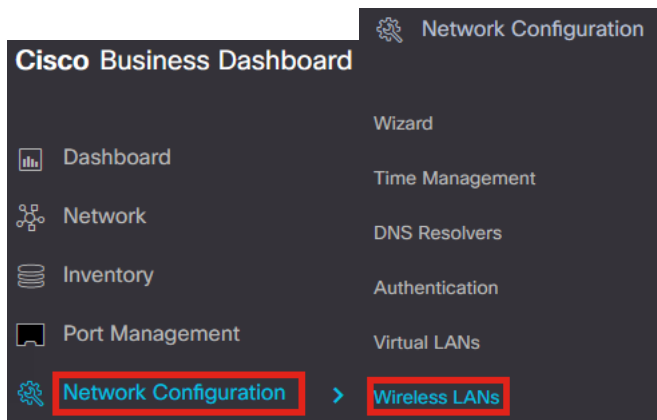 Cisco Business Dashboard
Dashboard
Network
Inventory
Port Management
Network Configuration
Network Configuration
Wizard
Time Management
DNS Resolvers
Authentication
Virtual LANs
Wireless LANs